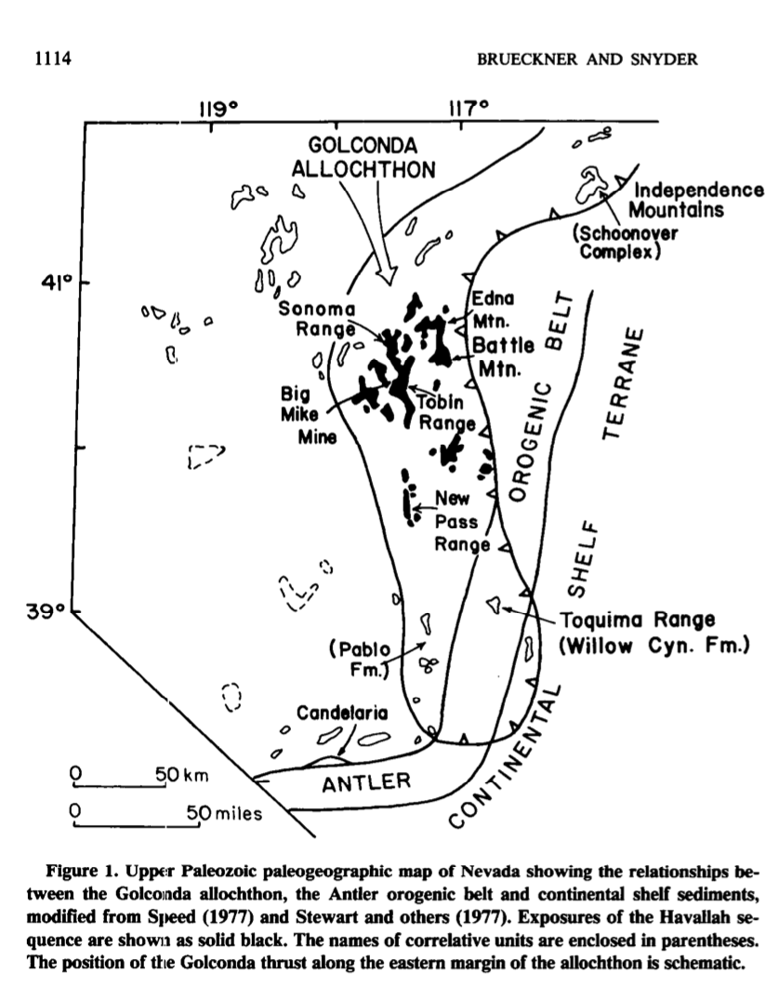 1114
BRUECKNER AND SNYDER
119°
117°
GOLCONDA
ALLOCHTHON
Independence
Mountains
(Schoonover
Complex)
41°
Sonoma
Range
Edna
Mtn.
Battle
Mtn.
Big
Mike
Mine
Tobin
Range
New
Pass
Range
OROGENIC BELT
SHELF TERRANE
39°
Toquima Range
(Willow Cyn. Fm.)
(Pablo
Fm.)
Candelaria
ANTLER
CONTINENTAL
0 50 km
0 50 miles
Figure 1. Upper Paleozoic paleogeographic map of Nevada showing the relationships be-
tween the Golconda allochthon, the Antler orogenic belt and continental shelf sediments,
modified from Speed (1977) and Stewart and others (1977). Exposures of the Havallah se-
quence are shown as solid black. The names of correlative units are enclosed in parentheses.
The position of the Golconda thrust along the eastern margin of the allochthon is schematic.